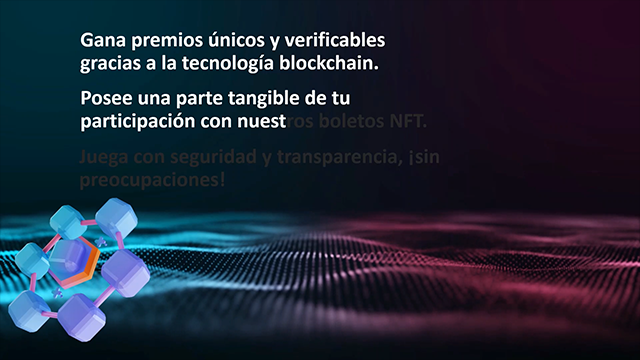 Gana premios únicos y verificables
gracias a la tecnología blockchain.
Posee una parte tangible de tu
participación con nuestros boletos NFT.
Juega con seguridad y transparencia, ¡sin
preocupaciones!